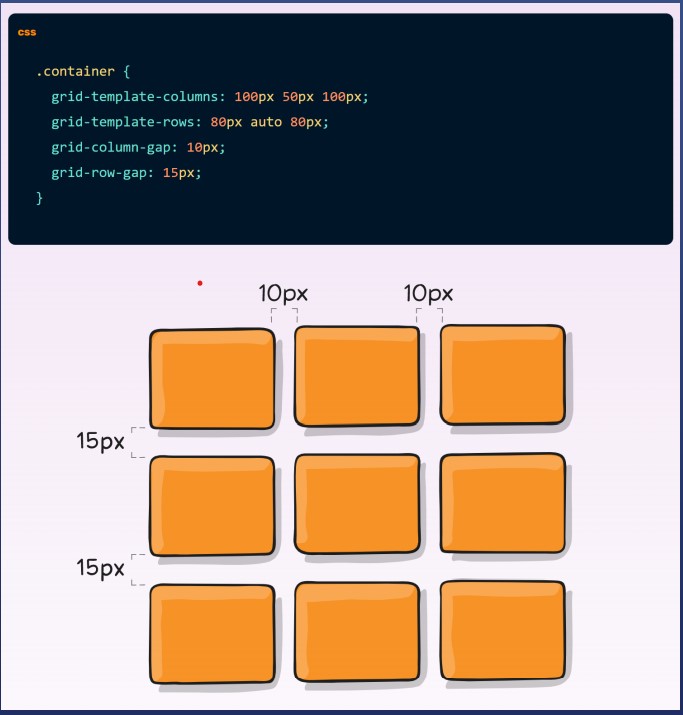 css
.container {
grid-template-columns: 100px 50px 100px;
grid-template-rows: 80px auto 80px;
grid-column-gap: 10px;
grid-row-gap: 15px;
}
10px 10px
15px
15px